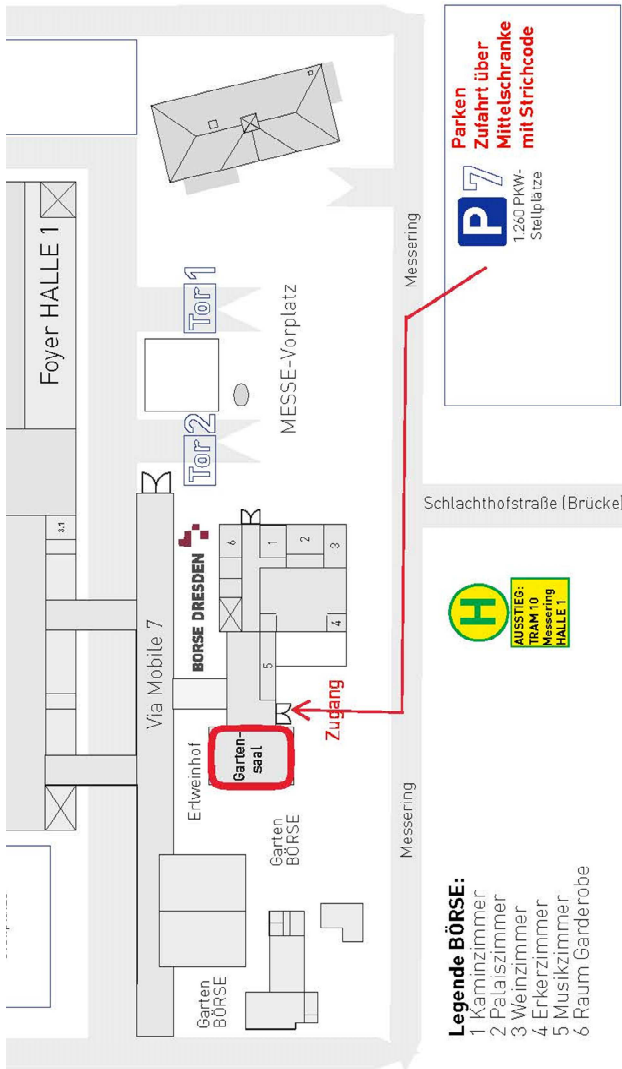 Foyer HALLE 1
3.1
Via Mobile 7
Tor 2
Tor 1
MESSE-Vorplatz
BÖRSE DRESDEN
6
1
2
3
4
5
Erlweinhof
Garten-
saal
Zugang
Garten
BÖRSE
Garten
BÖRSE
Messering
Messering
Schlachthofstraße (Brücke)
P 7
1.260 PKW-
Stellplätze
Parken
Zufahrt über
Mittelschranke
mit Strichcode
H
AUSSTIEG:
TRAM 10
Messering
HALLE 1
Legende BÖRSE:
1 Kaminzimmer
2 Palaiszimmer
3 Weinzimmer
4 Erkerzimmer
5 Musikzimmer
6 Raum Garderobe